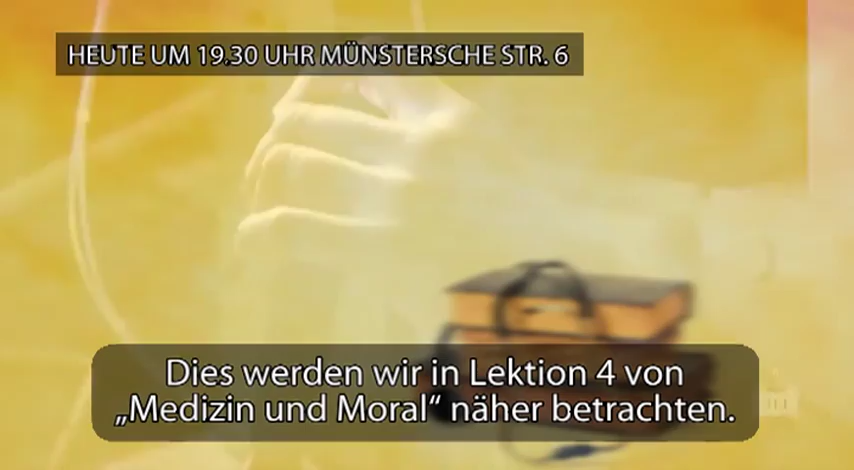 HEUTE UM 19.30 UHR MÜNSTERSCHE STR. 6
Dies werden wir in Lektion 4 von
„Medizin und Moral“ näher betrachten.